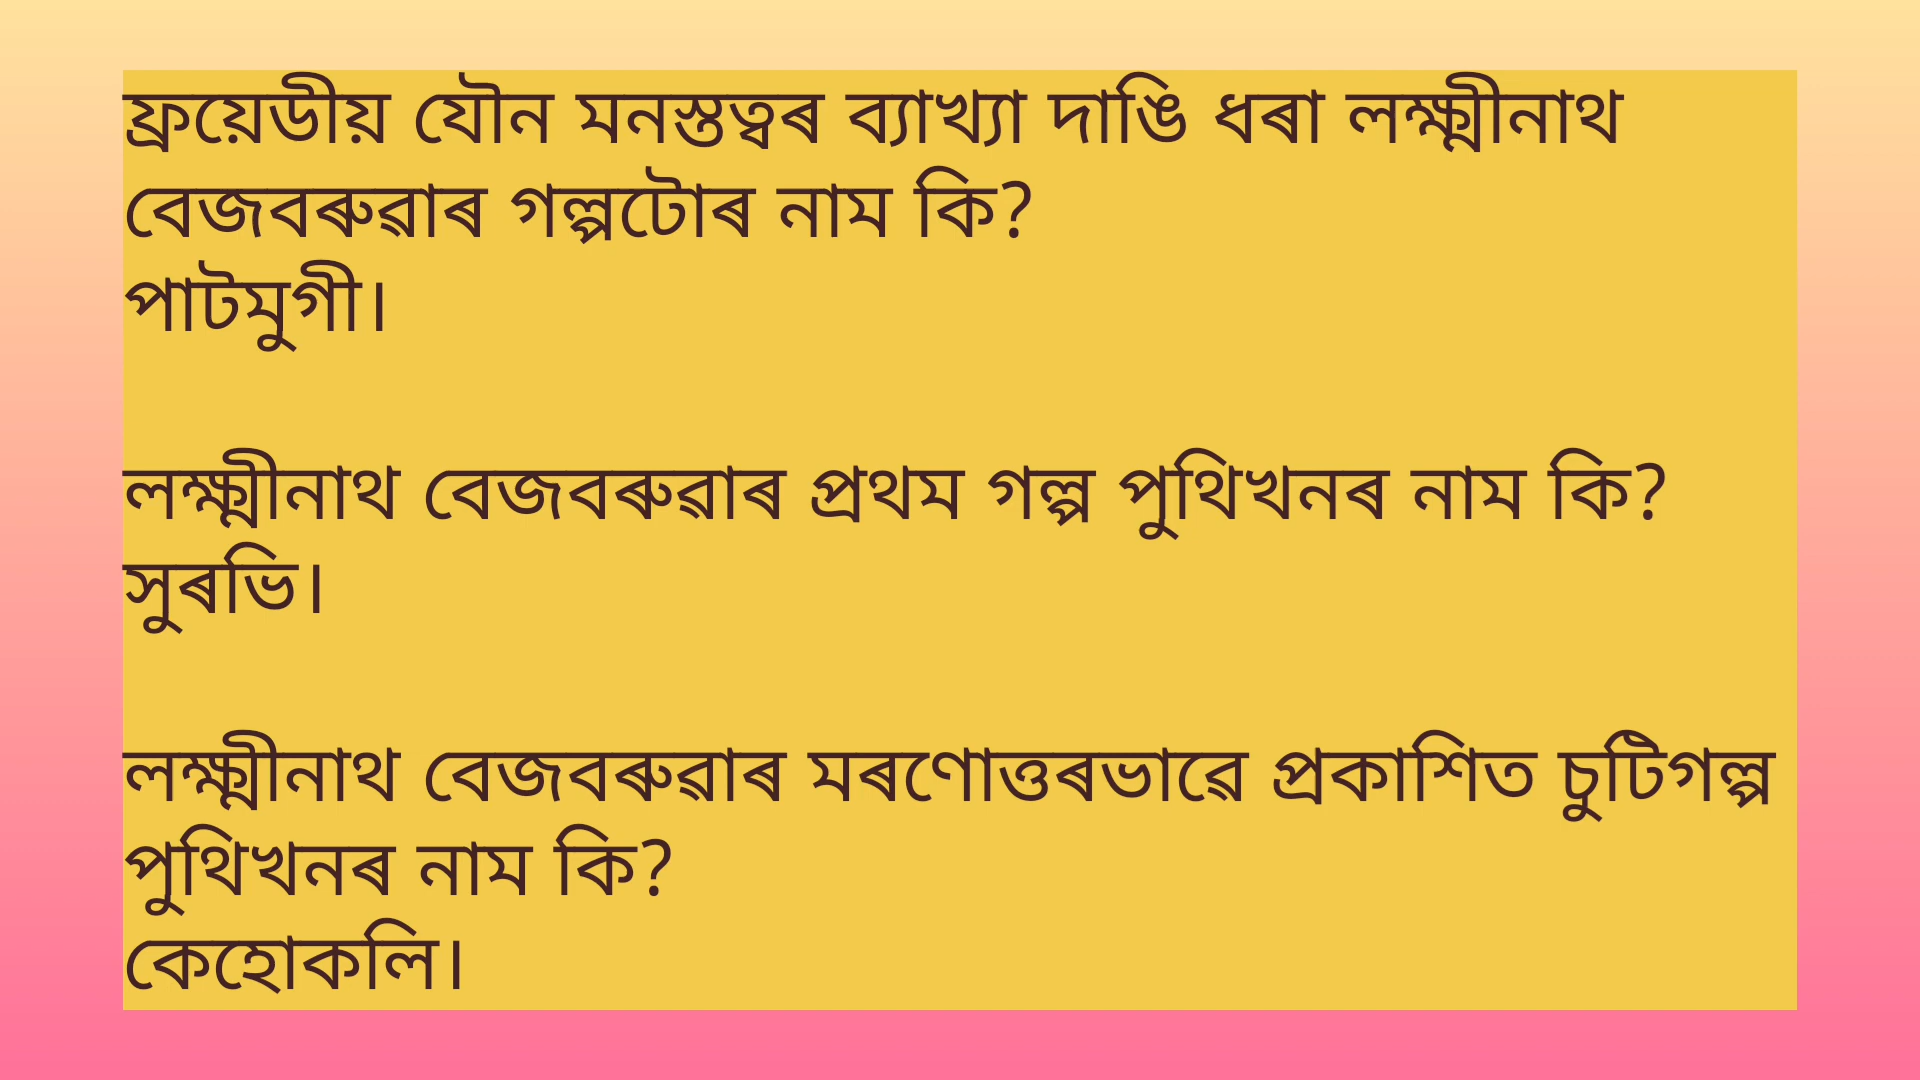 ফ্ৰয়েডীয় যৌন মনস্তত্বৰ ব্যাখ্যা দাঙি ধৰা লক্ষ্মীনাথ
বেজবৰুৱাৰ গল্পটোৰ নাম কি?
পাটমুগী।
লক্ষ্মীনাথ বেজবৰুৱাৰ প্ৰথম গল্প পুথিখনৰ নাম কি?
সুৰভি।
লক্ষ্মীনাথ বেজবৰুৱাৰ মৰণোত্তৰভাৱে প্ৰকাশিত চুটিগল্প
পুথিখনৰ নাম কি?
কেহোকলি।